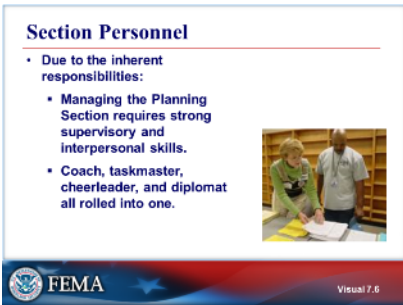 Section Personnel
• Due to the inherent
responsibilities:
▪ Managing the Planning
Section requires strong
supervisory and
interpersonal skills.
▪ Coach, taskmaster,
cheerleader, and diplomat
all rolled into one.
FEMA
Visual 7.6